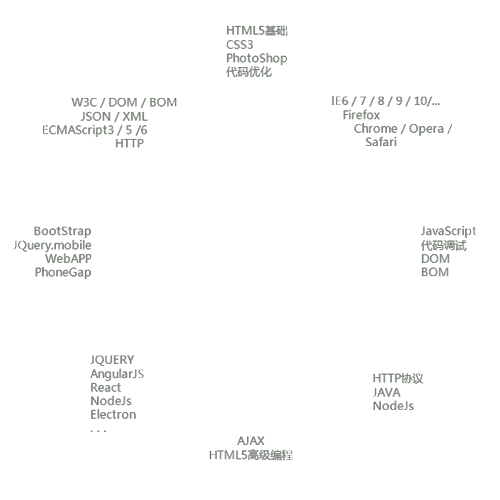 HTML5基础
CSS3
PhotoShop
代码优化
W3C / DOM / BOM
JSON / XML
ECMAScript3 / 5 /6
HTTP
IE6 / 7 / 8 / 9 / 10/...
Firefox
Chrome / Opera /
Safari
BootStrap
JQuery.mobile
WebAPP
PhoneGap
JavaScript
代码调试
DOM
BOM
JQUERY
AngularJS
React
NodeJs
Electron
. . .
HTTP协议
JAVA
NodeJs
AJAX
HTML5高级编程